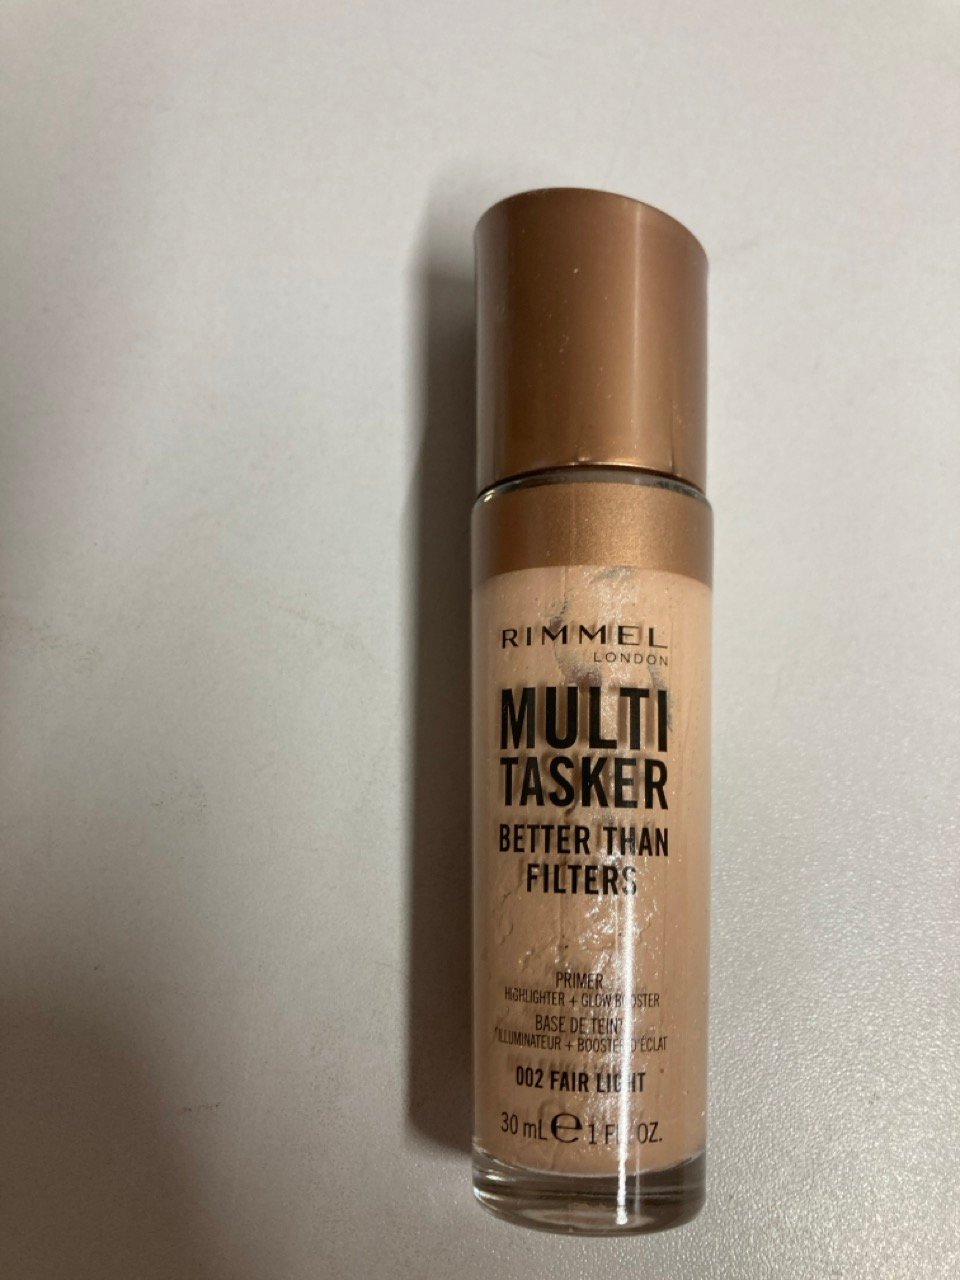 RIMMEL
LONDON
MULTI
TASKER
BETTER THAN
FILTERS
PRIMER
HIGHLIGHTER + GLOW BOOSTER
BASE DE TEINT
ILLUMINATEUR + BOOSTER D'ÉCLAT
002 FAIR LIGHT
30 mL e 1 FL. OZ.